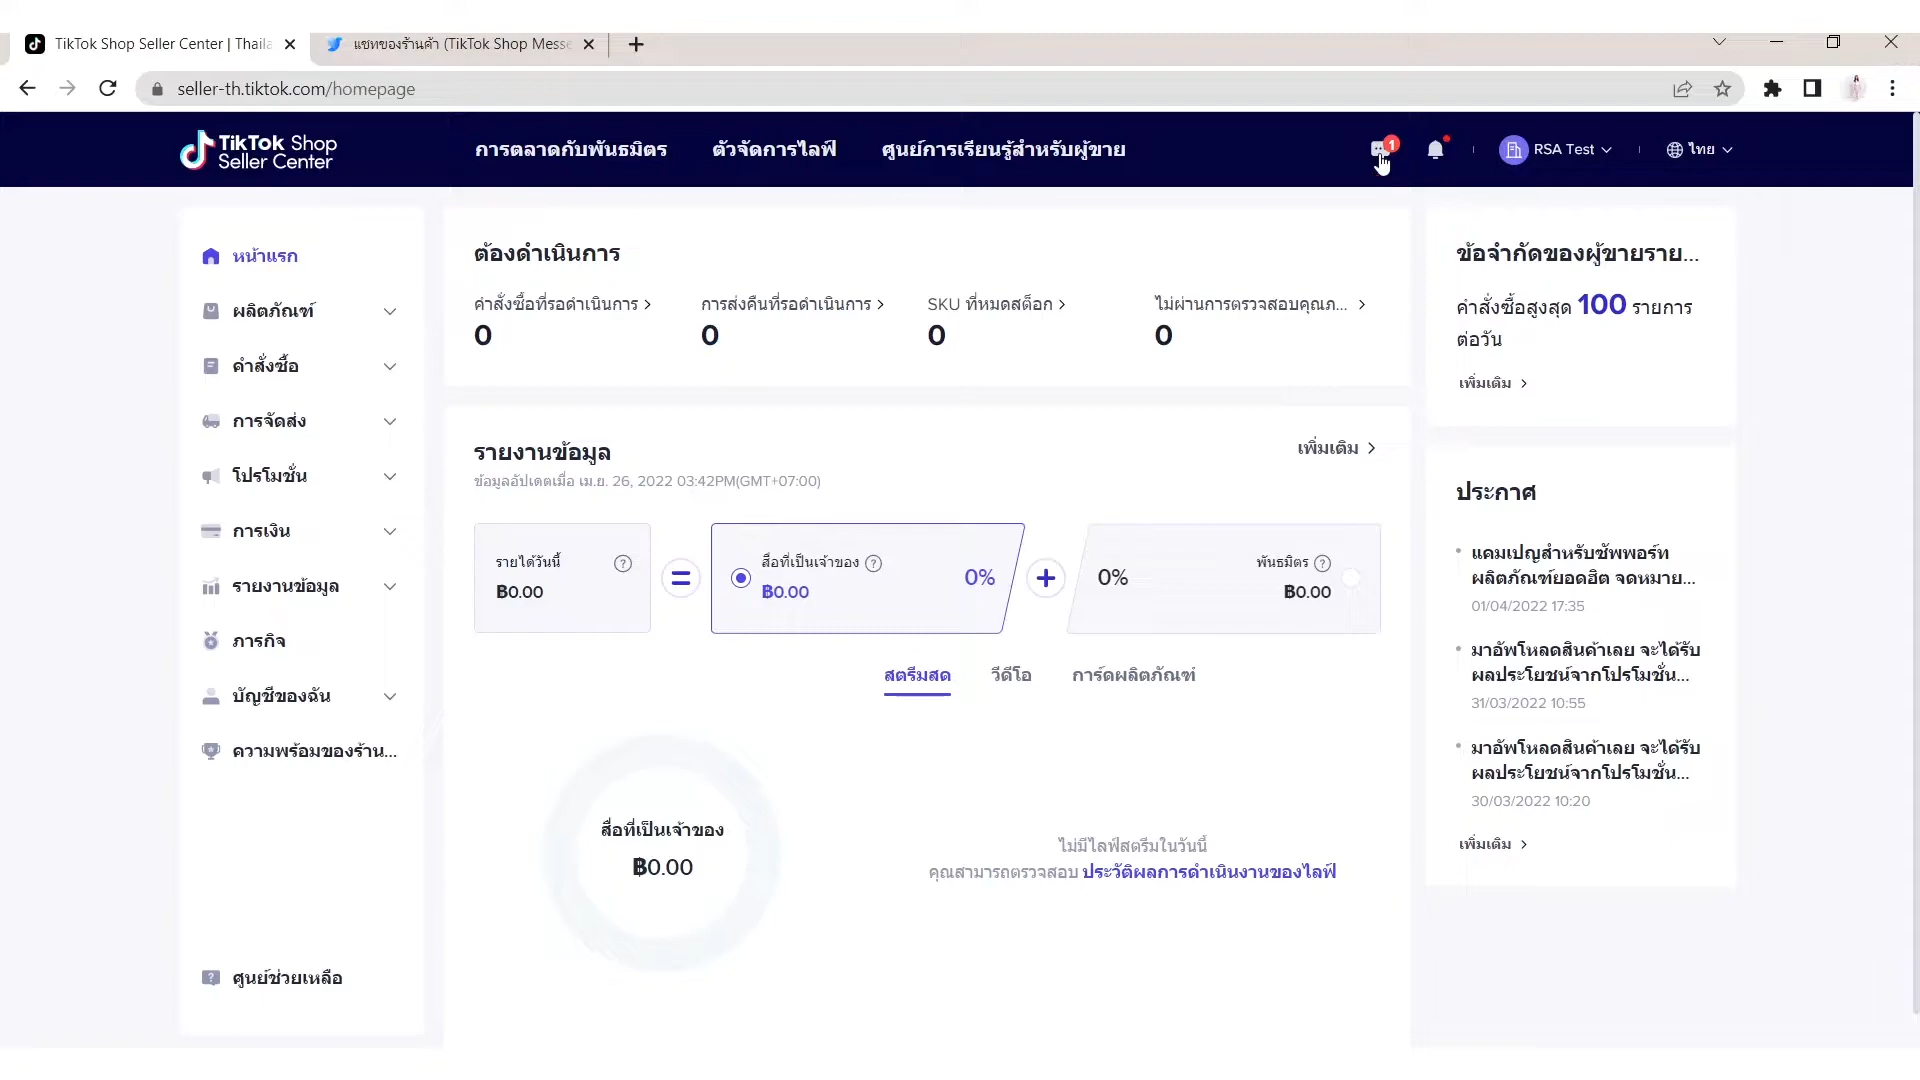 TikTok Shop Seller Center | Thaila
แชทของร้านค้า (TikTok Shop Messe
seller-th.tiktok.com/homepage
TikTok Shop
Seller Center
การตลาดกับพันธมิตร
ตัวจัดการไลฟ์
ศูนย์การเรียนรู้สำหรับผู้ขาย
1
RSA Test
ไทย
หน้าแรก
ผลิตภัณฑ์
คำสั่งซื้อ
การจัดส่ง
โปรโมชั่น
การเงิน
รายงานข้อมูล
ภารกิจ
บัญชีของฉัน
ความพร้อมของร้าน...
ศูนย์ช่วยเหลือ
ต้องดำเนินการ
คำสั่งซื้อที่รอดำเนินการ
0
การส่งคืนที่รอดำเนินการ
0
SKU ที่หมดสต็อก
0
ไม่ผ่านการตรวจสอบคุณภ...
0
รายงานข้อมูล
เพิ่มเติม
ข้อมูลอัปเดตเมื่อ เม.ย. 26, 2022 03:42PM(GMT+07:00)
รายได้วันนี้
฿0.00
=
สื่อที่เป็นเจ้าของ
฿0.00
0%
+
0%
พันธมิตร
฿0.00
สตรีมสด
วีดีโอ
การ์ดผลิตภัณฑ์
สื่อที่เป็นเจ้าของ
฿0.00
ไม่มีไลฟ์สตรีมในวันนี้
คุณสามารถตรวจสอบ ประวัติผลการดำเนินงานของไลฟ์
ข้อจำกัดของผู้ขายราย...
คำสั่งซื้อสูงสุด 100 รายการ
ต่อวัน
เพิ่มเติม
ประกาศ
แคมเปญสำหรับซัพพอร์ท
ผลิตภัณฑ์ยอดฮิต จดหมาย...
01/04/2022 17:35
มาอัพโหลดสินค้าเลย จะได้รับ
ผลประโยชน์จากโปรโมชั่น...
31/03/2022 10:55
มาอัพโหลดสินค้าเลย จะได้รับ
ผลประโยชน์จากโปรโมชั่น...
30/03/2022 10:20
เพิ่มเติม